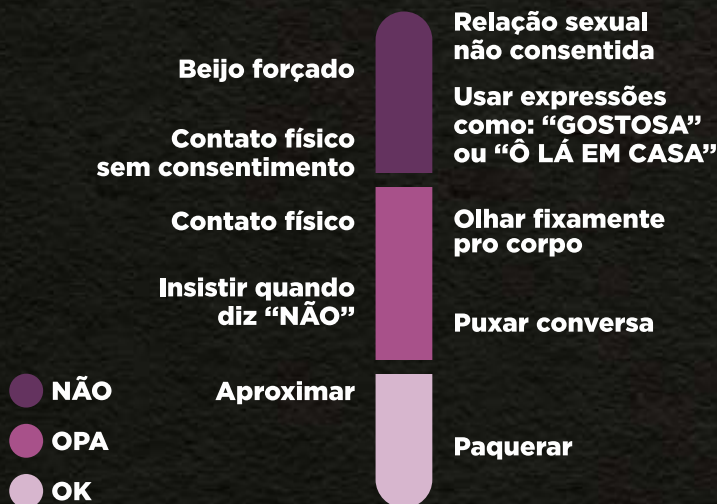 Relação sexual
não consentida
Beijo forçado
Usar expressões
como: “GOSTOSA”
ou “Ô LÁ EM CASA”
Contato físico
sem consentimento
Contato físico
Olhar fixamente
pro corpo
Insistir quando
diz “NÃO”
Puxar conversa
Aproximar
Paquerar
NÃO
OPA
OK